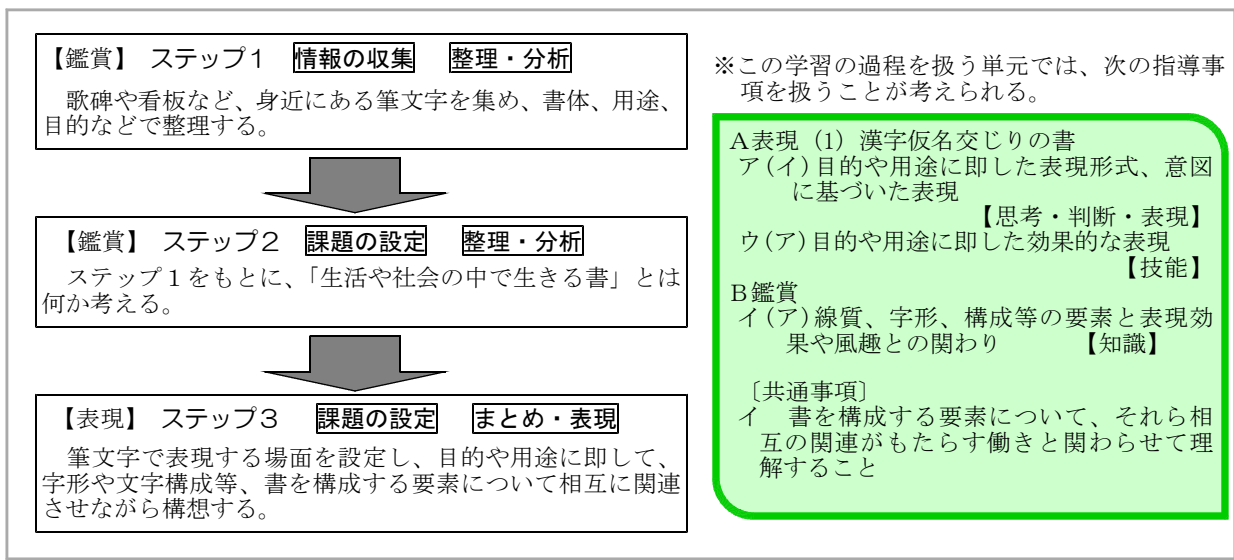 【鑑賞】 ステップ1 情報の収集 整理・分析
歌碑や看板など、身近にある筆文字を集め、書体、用途、
目的などで整理する。
【鑑賞】 ステップ2 課題の設定 整理・分析
ステップ1をもとに、「生活や社会の中で生きる書」とは
何か考える。
【表現】 ステップ3 課題の設定 まとめ・表現
筆文字で表現する場面を設定し、目的や用途に即して、
字形や文字構成等、書を構成する要素について相互に関連
させながら構想する。
※この学習の過程を扱う単元では、次の指導事
項を扱うことが考えられる。
A表現 (1) 漢字仮名交じりの書
ア(イ)目的や用途に即した表現形式、意図
に基づいた表現
【思考・判断・表現】
ウ(ア)目的や用途に即した効果的な表現
【技能】
B鑑賞
イ(ア)線質、字形、構成等の要素と表現効
果や風趣との関わり 【知識】
〔共通事項〕
イ 書を構成する要素について、それら相
互の関連がもたらす働きと関わらせて理
解すること